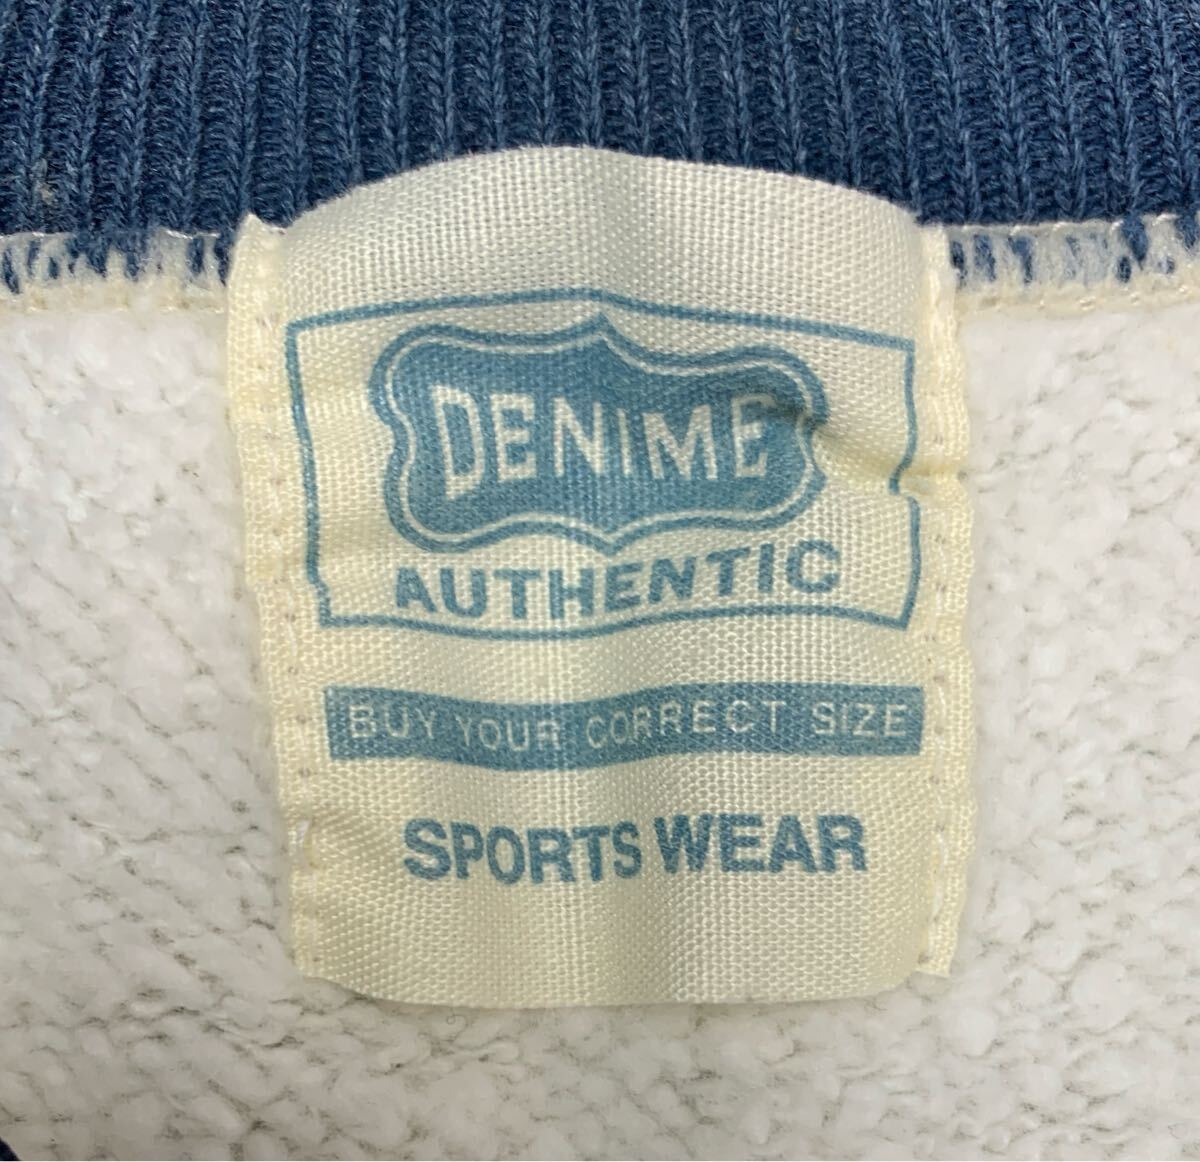 DENIME
AUTHENTIC
BUY YOUR CORRECT SIZE
SPORTS WEAR